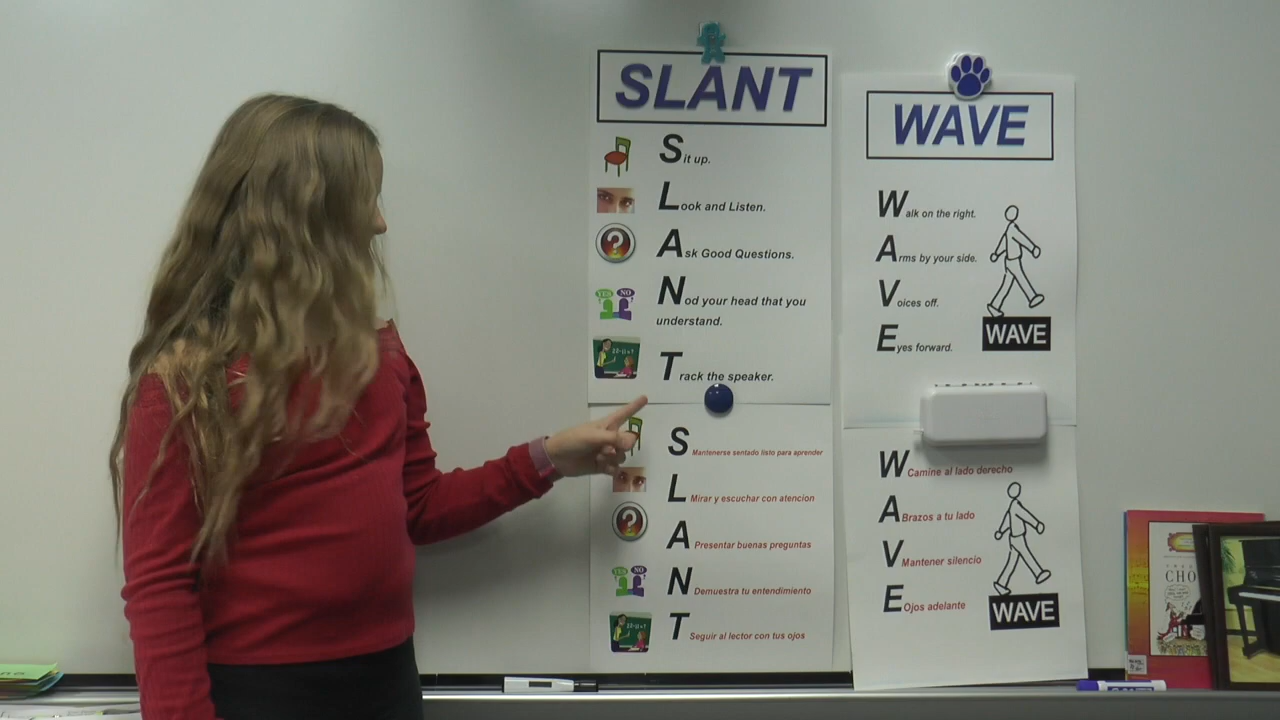 SLANT
Sit up.
Look and Listen.
Ask Good Questions.
YES NO
Nod your head that you
understand.
Track the speaker.
S Mantenerse sentado listo para aprender
L Mirar y escuchar con atencion
A Presentar buenas preguntas
YES NO
N Demuestra tu entendimiento
T Seguir al lector con tus ojos
WAVE
Walk on the right.
Arms by your side.
Voices off.
Eyes forward.
WAVE
W Camine al lado derecho
A Brazos a tu lado
V Mantener silencio
E Ojos adelante
WAVE
CHO